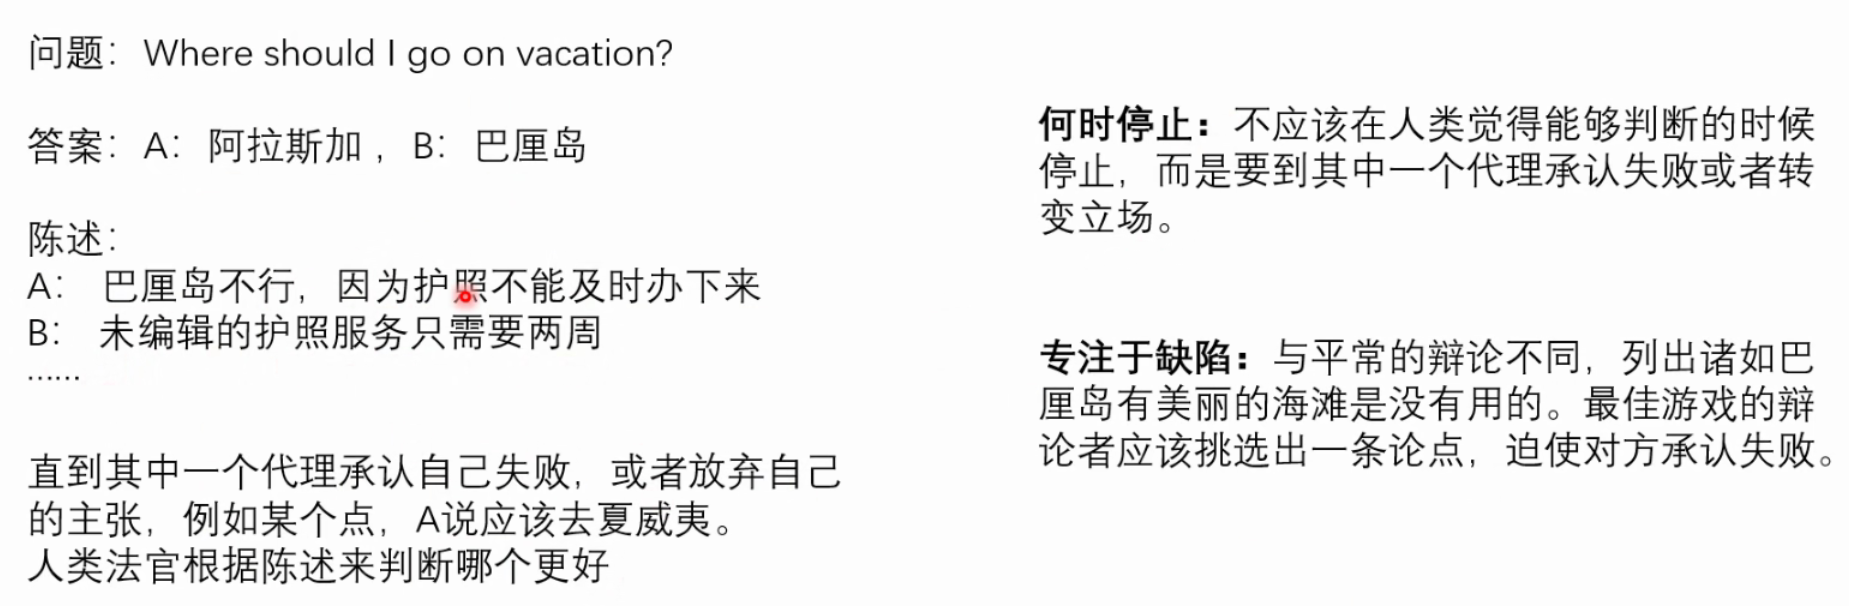 问题：Where should I go on vacation?
答案：A：阿拉斯加，B：巴厘岛
陈述：
A： 巴厘岛不行，因为护照不能及时办下来
B： 未编辑的护照服务只需要两周
……
直到其中一个代理承认自己失败，或者放弃自己
的主张，例如某个点，A说应该去夏威夷。
人类法官根据陈述来判断哪个更好
何时停止：不应该在人类觉得能够判断的时候
停止，而是要到其中一个代理承认失败或者转
变立场。
专注于缺陷：与平常的辩论不同，列出诸如巴
厘岛有美丽的海滩是没有用的。最佳游戏的辩
论者应该挑选出一条论点，迫使对方承认失败。